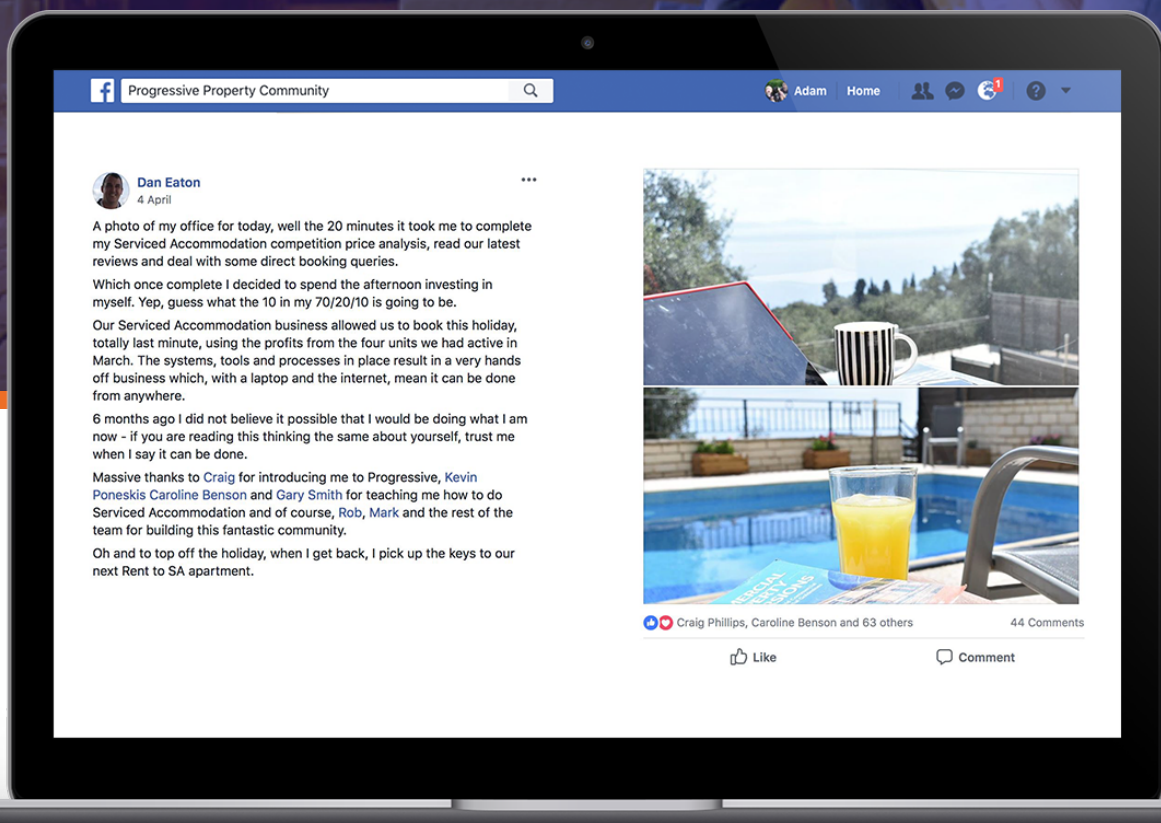 Progressive Property Community
Adam
Home
1
?
Dan Eaton
4 April
A photo of my office for today, well the 20 minutes it took me to complete
my Serviced Accommodation competition price analysis, read our latest
reviews and deal with some direct booking queries.
Which once complete I decided to spend the afternoon investing in
myself. Yep, guess what the 10 in my 70/20/10 is going to be.
Our Serviced Accommodation business allowed us to book this holiday,
totally last minute, using the profits from the four units we had active in
March. The systems, tools and processes in place result in a very hands
off business which, with a laptop and the internet, mean it can be done
from anywhere.
6 months ago I did not believe it possible that I would be doing what I am
now - if you are reading this thinking the same about yourself, trust me
when I say it can be done.
Massive thanks to Craig for introducing me to Progressive, Kevin
Poneskis Caroline Benson and Gary Smith for teaching me how to do
Serviced Accommodation and of course, Rob, Mark and the rest of the
team for building this fantastic community.
Oh and to top off the holiday, when I get back, I pick up the keys to our
next Rent to SA apartment.
Craig Phillips, Caroline Benson and 63 others
44 Comments
Like
Comment